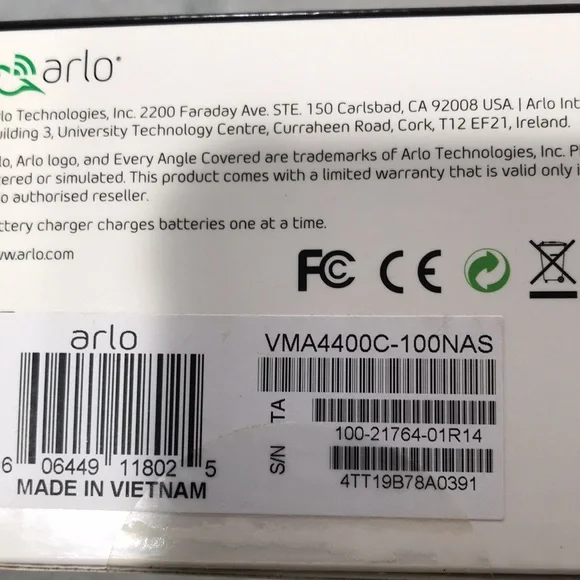 arlo
lo Technologies, Inc. 2200 Faraday Ave. STE. 150 Carlsbad, CA 92008 USA. | Arlo Int
uilding 3, University Technology Centre, Curraheen Road, Cork, T12 EF21, Ireland.
lo, Arlo logo, and Every Angle Covered are trademarks of Arlo Technologies, Inc. P
ered or simulated. This product comes with a limited warranty that is valid only i
o authorised reseller.
ttery charger charges batteries one at a time.
ww.arlo.com
FC CE
arlo
VMA4400C-100NAS
TA
100-21764-01R14
S/N
4TT19B78A0391
6 06449 11802 5
MADE IN VIETNAM